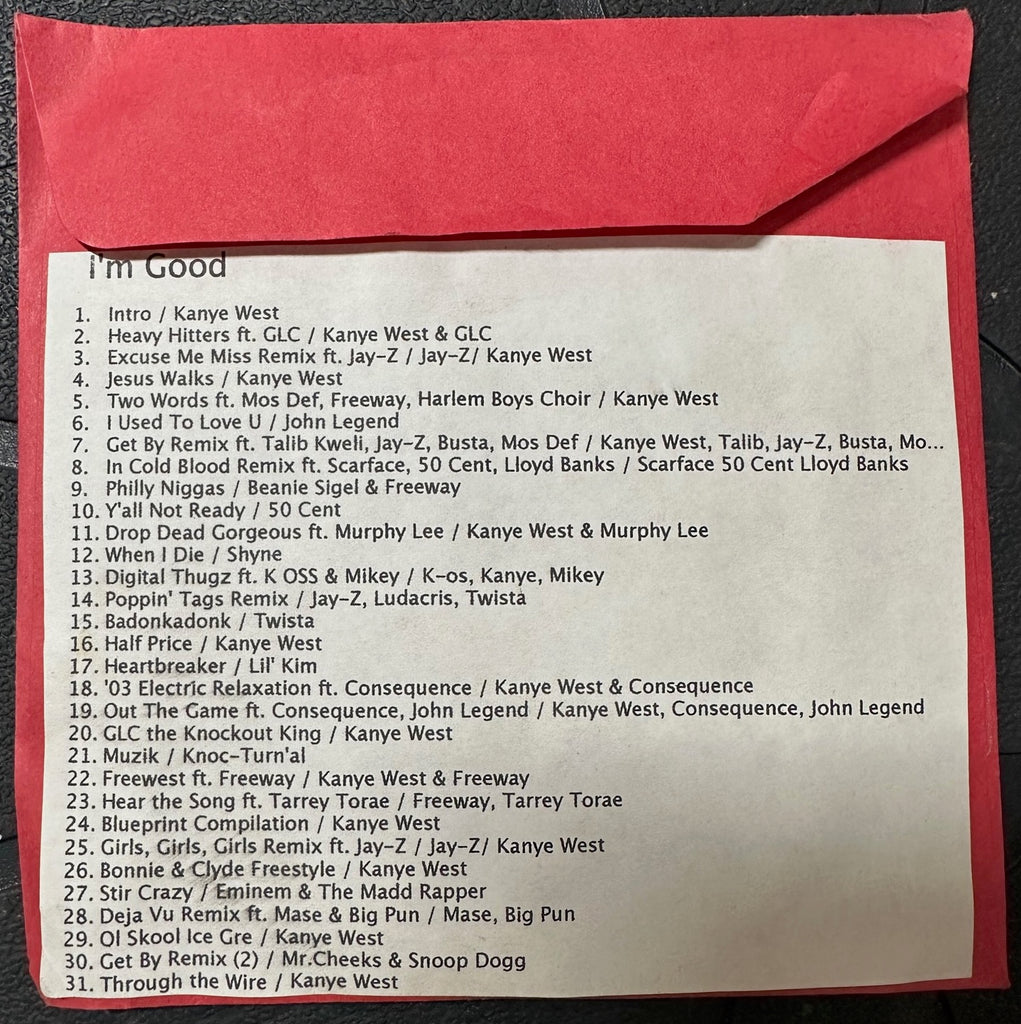 I'm Good
1. Intro / Kanye West
2. Heavy Hitters ft. GLC / Kanye West & GLC
3. Excuse Me Miss Remix ft. Jay-Z / Jay-Z/ Kanye West
4. Jesus Walks / Kanye West
5. Two Words ft. Mos Def, Freeway, Harlem Boys Choir / Kanye West
6. I Used To Love U / John Legend
7. Get By Remix ft. Talib Kweli, Jay-Z, Busta, Mos Def / Kanye West, Talib, Jay-Z, Busta, Mo...
8. In Cold Blood Remix ft. Scarface, 50 Cent, Lloyd Banks / Scarface 50 Cent Lloyd Banks
9. Philly Niggas / Beanie Sigel & Freeway
10. Y'all Not Ready / 50 Cent
11. Drop Dead Gorgeous ft. Murphy Lee / Kanye West & Murphy Lee
12. When I Die / Shyne
13. Digital Thugz ft. K OSS & Mikey / K-os, Kanye, Mikey
14. Poppin' Tags Remix / Jay-Z, Ludacris, Twista
15. Badonkadonk / Twista
16. Half Price / Kanye West
17. Heartbreaker / Lil' Kim
18. '03 Electric Relaxation ft. Consequence / Kanye West & Consequence
19. Out The Game ft. Consequence, John Legend / Kanye West, Consequence, John Legend
20. GLC the Knockout King / Kanye West
21. Muzik / Knoc-Turn'al
22. Freewest ft. Freeway / Kanye West & Freeway
23. Hear the Song ft. Tarrey Torae / Freeway, Tarrey Torae
24. Blueprint Compilation / Kanye West
25. Girls, Girls, Girls Remix ft. Jay-Z / Jay-Z/ Kanye West
26. Bonnie & Clyde Freestyle / Kanye West
27. Stir Crazy / Eminem & The Madd Rapper
28. Deja Vu Remix ft. Mase & Big Pun / Mase, Big Pun
29. Ol Skool Ice Gre / Kanye West
30. Get By Remix (2) / Mr.Cheeks & Snoop Dogg
31. Through the Wire / Kanye West